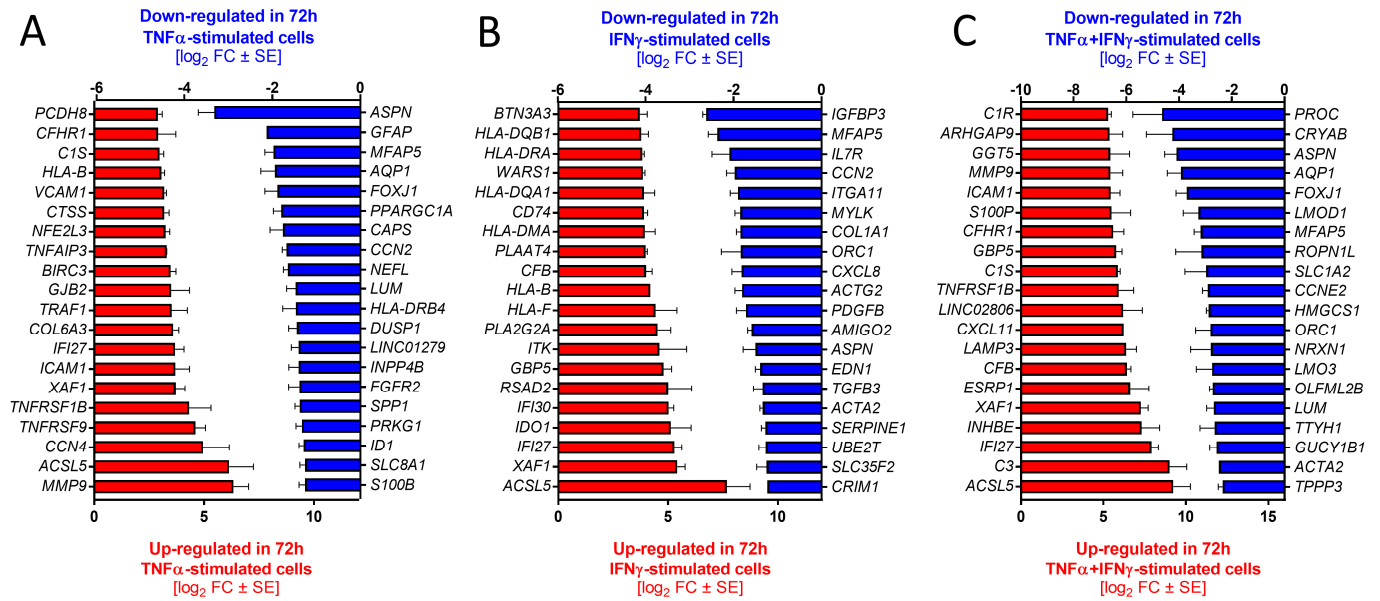 A
Down-regulated in 72h
TNFα-stimulated cells
[log2 FC ± SE]
-6 -4 -2 0
PCDH8 ASPN
CFHR1 GFAP
C1S MFAP5
HLA-B AQP1
VCAM1 FOXJ1
CTSS PPARGC1A
NFE2L3 CAPS
TNFAIP3 CCN2
BIRC3 NEFL
GJB2 LUM
TRAF1 HLA-DRB4
COL6A3 DUSP1
IFI27 LINC01279
ICAM1 INPP4B
XAF1 FGFR2
TNFRSF1B SPP1
TNFRSF9 PRKG1
CCN4 ID1
ACSL5 SLC8A1
MMP9 S100B
0 5 10
Up-regulated in 72h
TNFα-stimulated cells
[log2 FC ± SE]
B
Down-regulated in 72h
IFNγ-stimulated cells
[log2 FC ± SE]
-6 -4 -2 0
BTN3A3 IGFBP3
HLA-DQB1 MFAP5
HLA-DRA IL7R
WARS1 CCN2
HLA-DQA1 ITGA11
CD74 MYLK
HLA-DMA COL1A1
PLAAT4 ORC1
CFB CXCL8
HLA-B ACTG2
HLA-F PDGFB
PLA2G2A AMIGO2
ITK ASPN
GBP5 EDN1
RSAD2 TGFB3
IFI30 ACTA2
IDO1 SERPINE1
IFI27 UBE2T
XAF1 SLC35F2
ACSL5 CRIM1
0 5 10
Up-regulated in 72h
IFNγ-stimulated cells
[log2 FC ± SE]
C
Down-regulated in 72h
TNFα+IFNγ-stimulated cells
[log2 FC ± SE]
-10 -8 -6 -4 -2 0
C1R PROC
ARHGAP9 CRYAB
GGT5 ASPN
MMP9 AQP1
ICAM1 FOXJ1
S100P LMOD1
CFHR1 MFAP5
GBP5 ROPN1L
C1S SLC1A2
TNFRSF1B CCNE2
LINC02806 HMGCS1
CXCL11 ORC1
LAMP3 NRXN1
CFB LMO3
ESRP1 OLFML2B
XAF1 LUM
INHBE TTYH1
IFI27 GUCY1B1
C3 ACTA2
ACSL5 TPPP3
0 5 10 15
Up-regulated in 72h
TNFα+IFNγ-stimulated cells
[log2 FC ± SE]